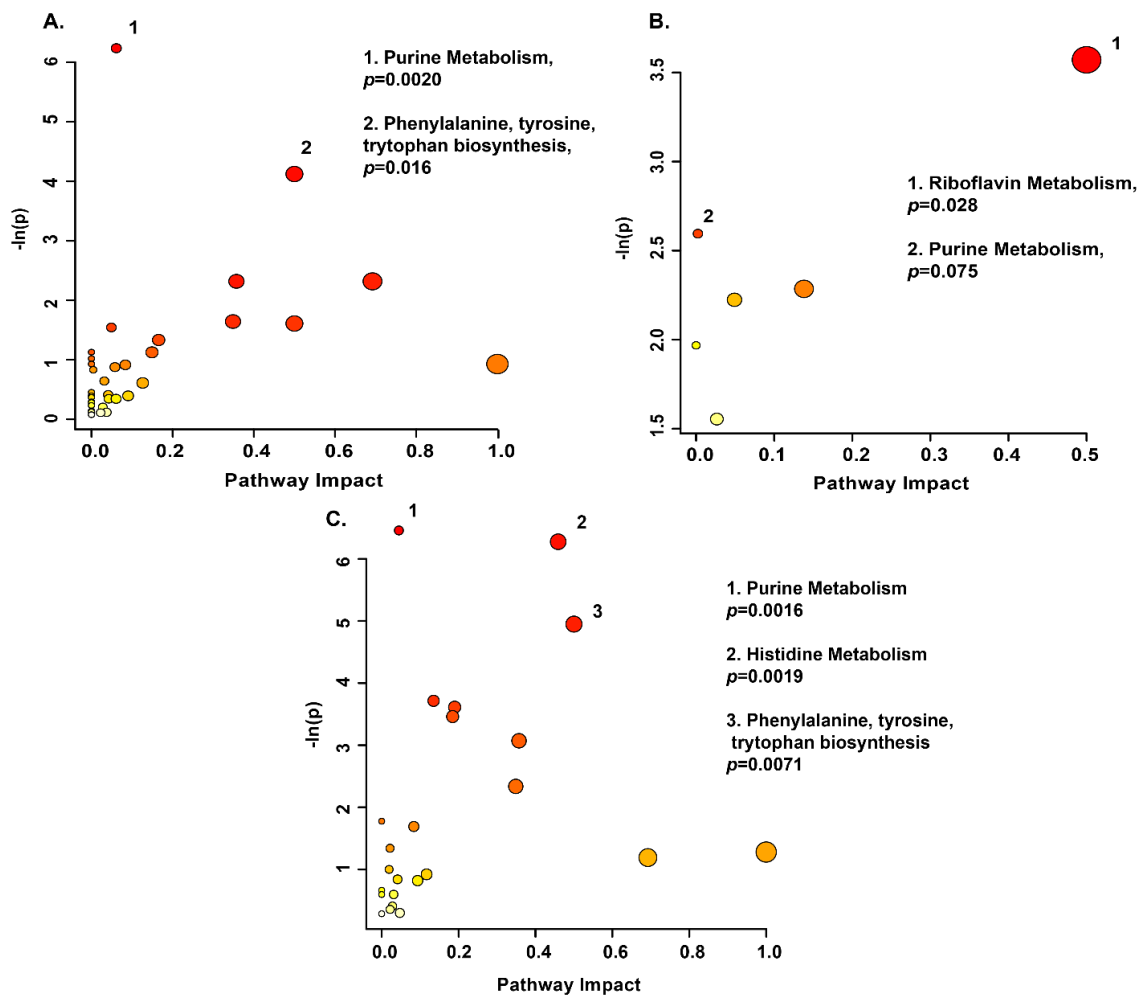 A.
1
2
1. Purine Metabolism,
p=0.0020
2. Phenylalanine, tyrosine,
trytophan biosynthesis,
p=0.016
-ln(p)
6
5
4
3
2
1
0
0.0 0.2 0.4 0.6 0.8 1.0
Pathway Impact
B.
1
2
1. Riboflavin Metabolism,
p=0.028
2. Purine Metabolism,
p=0.075
-ln(p)
3.5
3.0
2.5
2.0
1.5
0.0 0.1 0.2 0.3 0.4 0.5
Pathway Impact
C.
1
2
3
1. Purine Metabolism
p=0.0016
2. Histidine Metabolism
p=0.0019
3. Phenylalanine, tyrosine,
trytophan biosynthesis
p=0.0071
-ln(p)
6
5
4
3
2
1
0.0 0.2 0.4 0.6 0.8 1.0
Pathway Impact